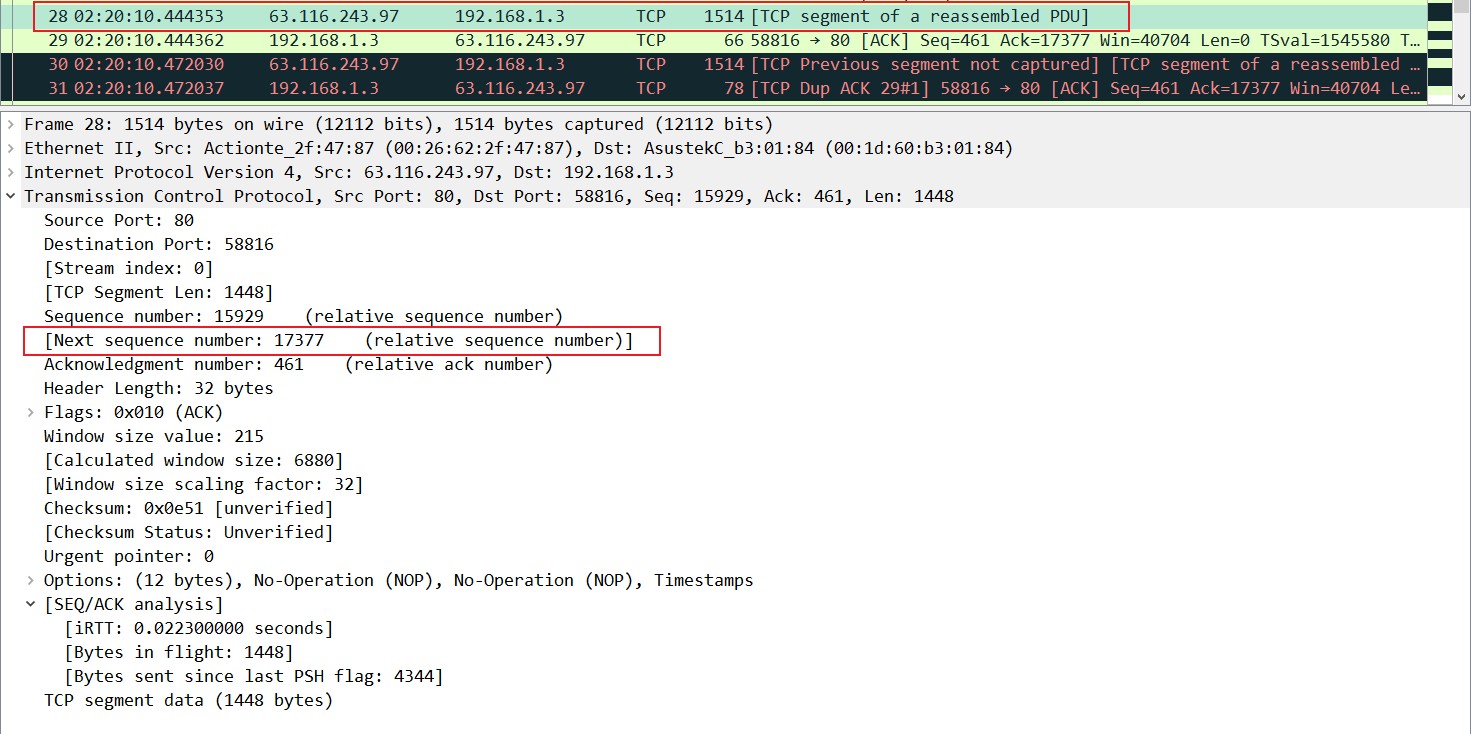 28 02:20:10.444353 63.116.243.97 192.168.1.3 TCP 1514 [TCP segment of a reassembled PDU]
29 02:20:10.444362 192.168.1.3 63.116.243.97 TCP 66 58816 → 80 [ACK] Seq=461 Ack=17377 Win=40704 Len=0 TSval=1545580 T…
30 02:20:10.472030 63.116.243.97 192.168.1.3 TCP 1514 [TCP Previous segment not captured] [TCP segment of a reassembled …
31 02:20:10.472037 192.168.1.3 63.116.243.97 TCP 78 [TCP Dup ACK 29#1] 58816 → 80 [ACK] Seq=461 Ack=17377 Win=40704 Le…
Frame 28: 1514 bytes on wire (12112 bits), 1514 bytes captured (12112 bits)
Ethernet II, Src: Actionte_2f:47:87 (00:26:62:2f:47:87), Dst: AsustekC_b3:01:84 (00:1d:60:b3:01:84)
Internet Protocol Version 4, Src: 63.116.243.97, Dst: 192.168.1.3
Transmission Control Protocol, Src Port: 80, Dst Port: 58816, Seq: 15929, Ack: 461, Len: 1448
Source Port: 80
Destination Port: 58816
[Stream index: 0]
[TCP Segment Len: 1448]
Sequence number: 15929 (relative sequence number)
[Next sequence number: 17377 (relative sequence number)]
Acknowledgment number: 461 (relative ack number)
Header Length: 32 bytes
Flags: 0x010 (ACK)
Window size value: 215
[Calculated window size: 6880]
[Window size scaling factor: 32]
Checksum: 0x0e51 [unverified]
[Checksum Status: Unverified]
Urgent pointer: 0
Options: (12 bytes), No-Operation (NOP), No-Operation (NOP), Timestamps
[SEQ/ACK analysis]
[iRTT: 0.022300000 seconds]
[Bytes in flight: 1448]
[Bytes sent since last PSH flag: 4344]
TCP segment data (1448 bytes)